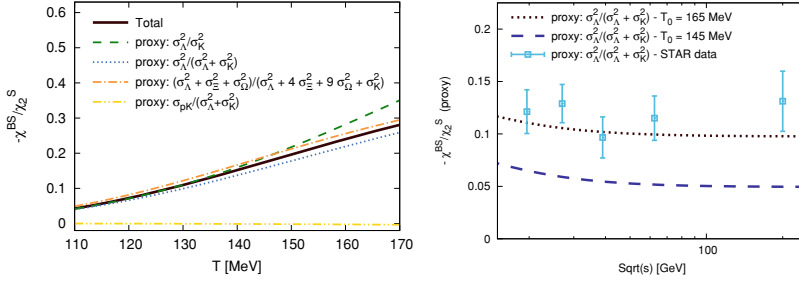 -χ^BS/χ_2^S
0.6
0.5
0.4
0.3
0.2
0.1
0
Total
proxy: σ_Λ^2/σ_K^2
proxy: σ_Λ^2/(σ_Λ^2+ σ_K^2)
proxy: (σ_Λ^2 + σ_Ξ^2 + σ_Ω^2)/(σ_Λ^2 + 4 σ_Ξ^2 + 9 σ_Ω^2 + σ_K^2)
proxy: σ_pK/(σ_Λ^2+σ_K^2)
110 120 130 140 150 160 170
T [MeV]
- χ^BS/χ_2^S (proxy)
0.2
0.15
0.1
0.05
0
proxy: σ_Λ^2/(σ_Λ^2 + σ_K^2) - T_0 = 165 MeV
proxy: σ_Λ^2/(σ_Λ^2 + σ_K^2) - T_0 = 145 MeV
proxy: σ_Λ^2/(σ_Λ^2 + σ_K^2) - STAR data
100
Sqrt(s) [GeV]